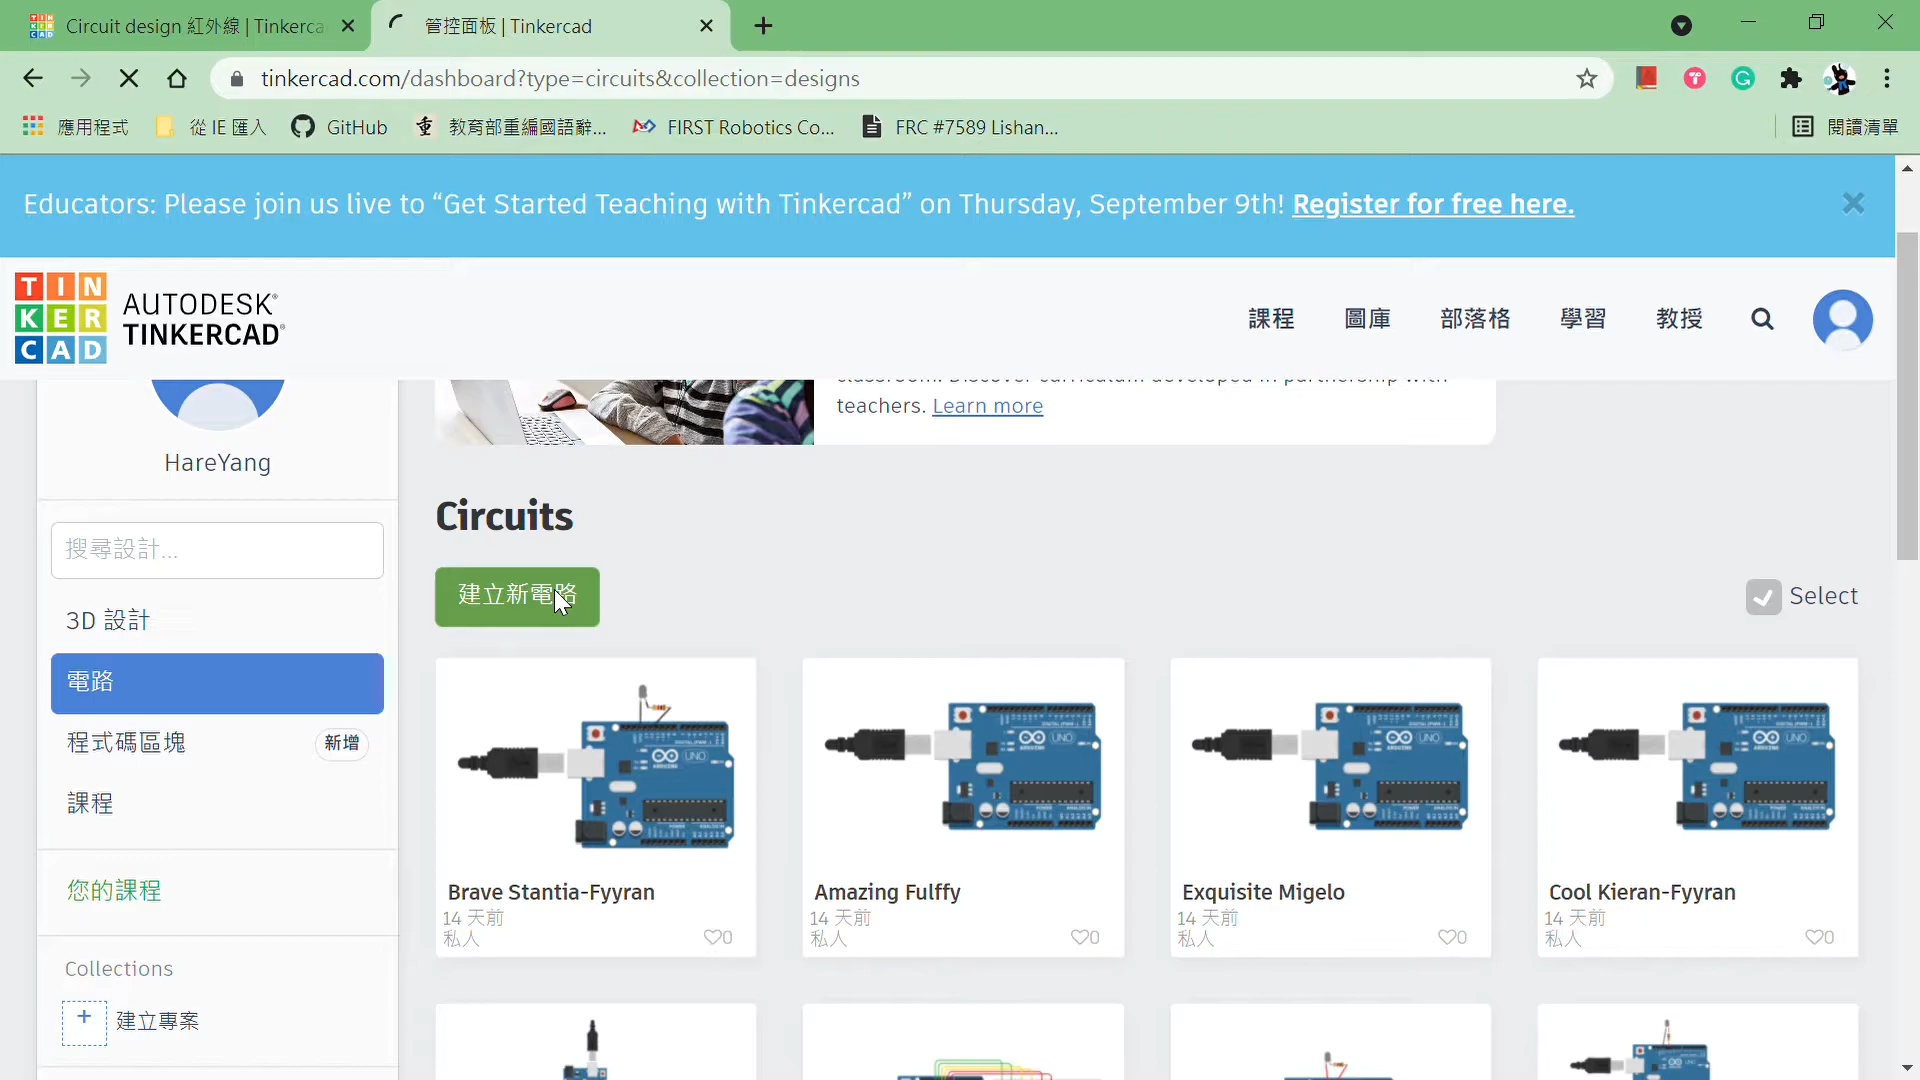 Circuit design 紅外線 | Tinkerca
管控面板 | Tinkercad
tinkercad.com/dashboard?type=circuits&collection=designs
應用程式
從 IE 匯入
GitHub
重
教育部重編國語辭...
FIRST Robotics Co...
FRC #7589 Lishan...
閱讀清單
Educators: Please join us live to “Get Started Teaching with Tinkercad” on Thursday, September 9th! Register for free here.
TIN
KER
CAD
AUTODESK®
TINKERCAD®
課程
圖庫
部落格
學習
教授
classroom. Discover curriculum developed in partnership with
teachers. Learn more
HareYang
搜尋設計...
3D 設計
電路
程式碼區塊
新增
課程
您的課程
Collections
+ 建立專案
Circuits
建立新電路
Select
Brave Stantia-Fyyran
14 天前
私人
0
Amazing Fulffy
14 天前
私人
0
Exquisite Migelo
14 天前
私人
0
Cool Kieran-Fyyran
14 天前
私人
0